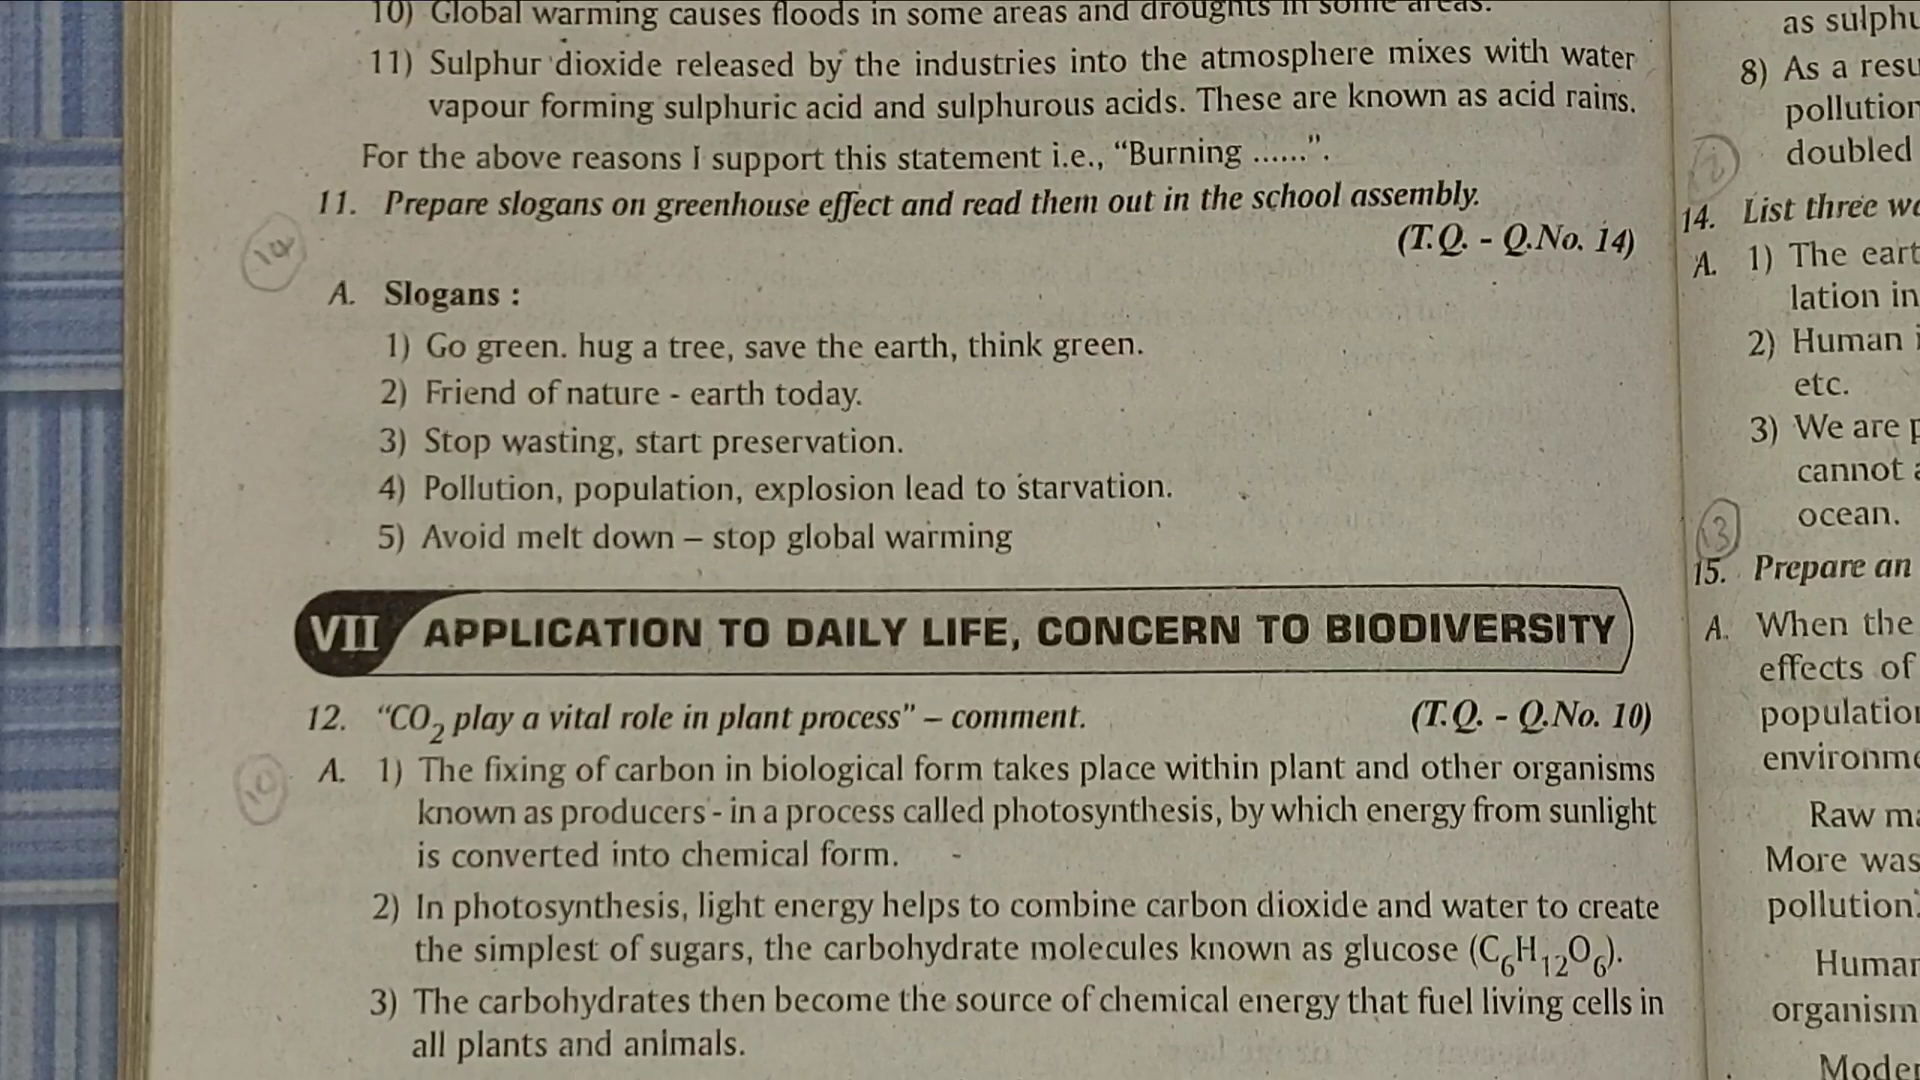 10) Global warming causes floods in some areas and droughts in some areas.
11) Sulphur dioxide released by the industries into the atmosphere mixes with water
vapour forming sulphuric acid and sulphurous acids. These are known as acid rains.
For the above reasons I support this statement i.e., “Burning ......”.
11. Prepare slogans on greenhouse effect and read them out in the school assembly.
(T.Q. - Q.No. 14)
14
A. Slogans :
1) Go green. hug a tree, save the earth, think green.
2) Friend of nature - earth today.
3) Stop wasting, start preservation.
4) Pollution, population, explosion lead to starvation.
5) Avoid melt down – stop global warming
VII APPLICATION TO DAILY LIFE, CONCERN TO BIODIVERSITY
12. “CO2 play a vital role in plant process” – comment. (T.Q. - Q.No. 10)
10
A. 1) The fixing of carbon in biological form takes place within plant and other organisms
known as producers - in a process called photosynthesis, by which energy from sunlight
is converted into chemical form.
2) In photosynthesis, light energy helps to combine carbon dioxide and water to create
the simplest of sugars, the carbohydrate molecules known as glucose (C6H12O6).
3) The carbohydrates then become the source of chemical energy that fuel living cells in
all plants and animals.
as
8) As a
pollution
doubled
14. List three
A. 1) The
in
2) Human
etc.
3) We are
cannot
ocean.
13
15. Prepare an
A. When the
effects of
Raw
More
pollution.